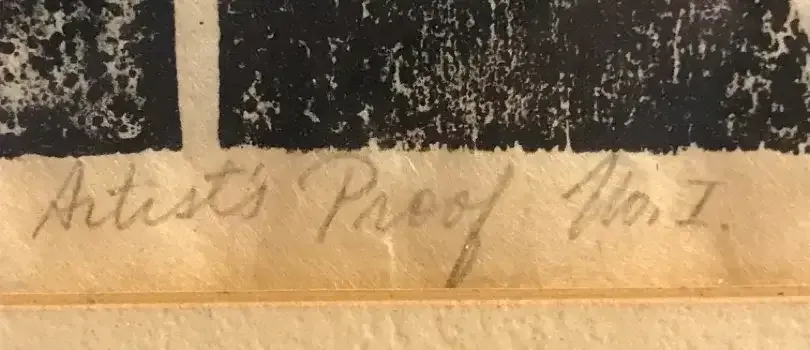 Artist's Proof No. I.